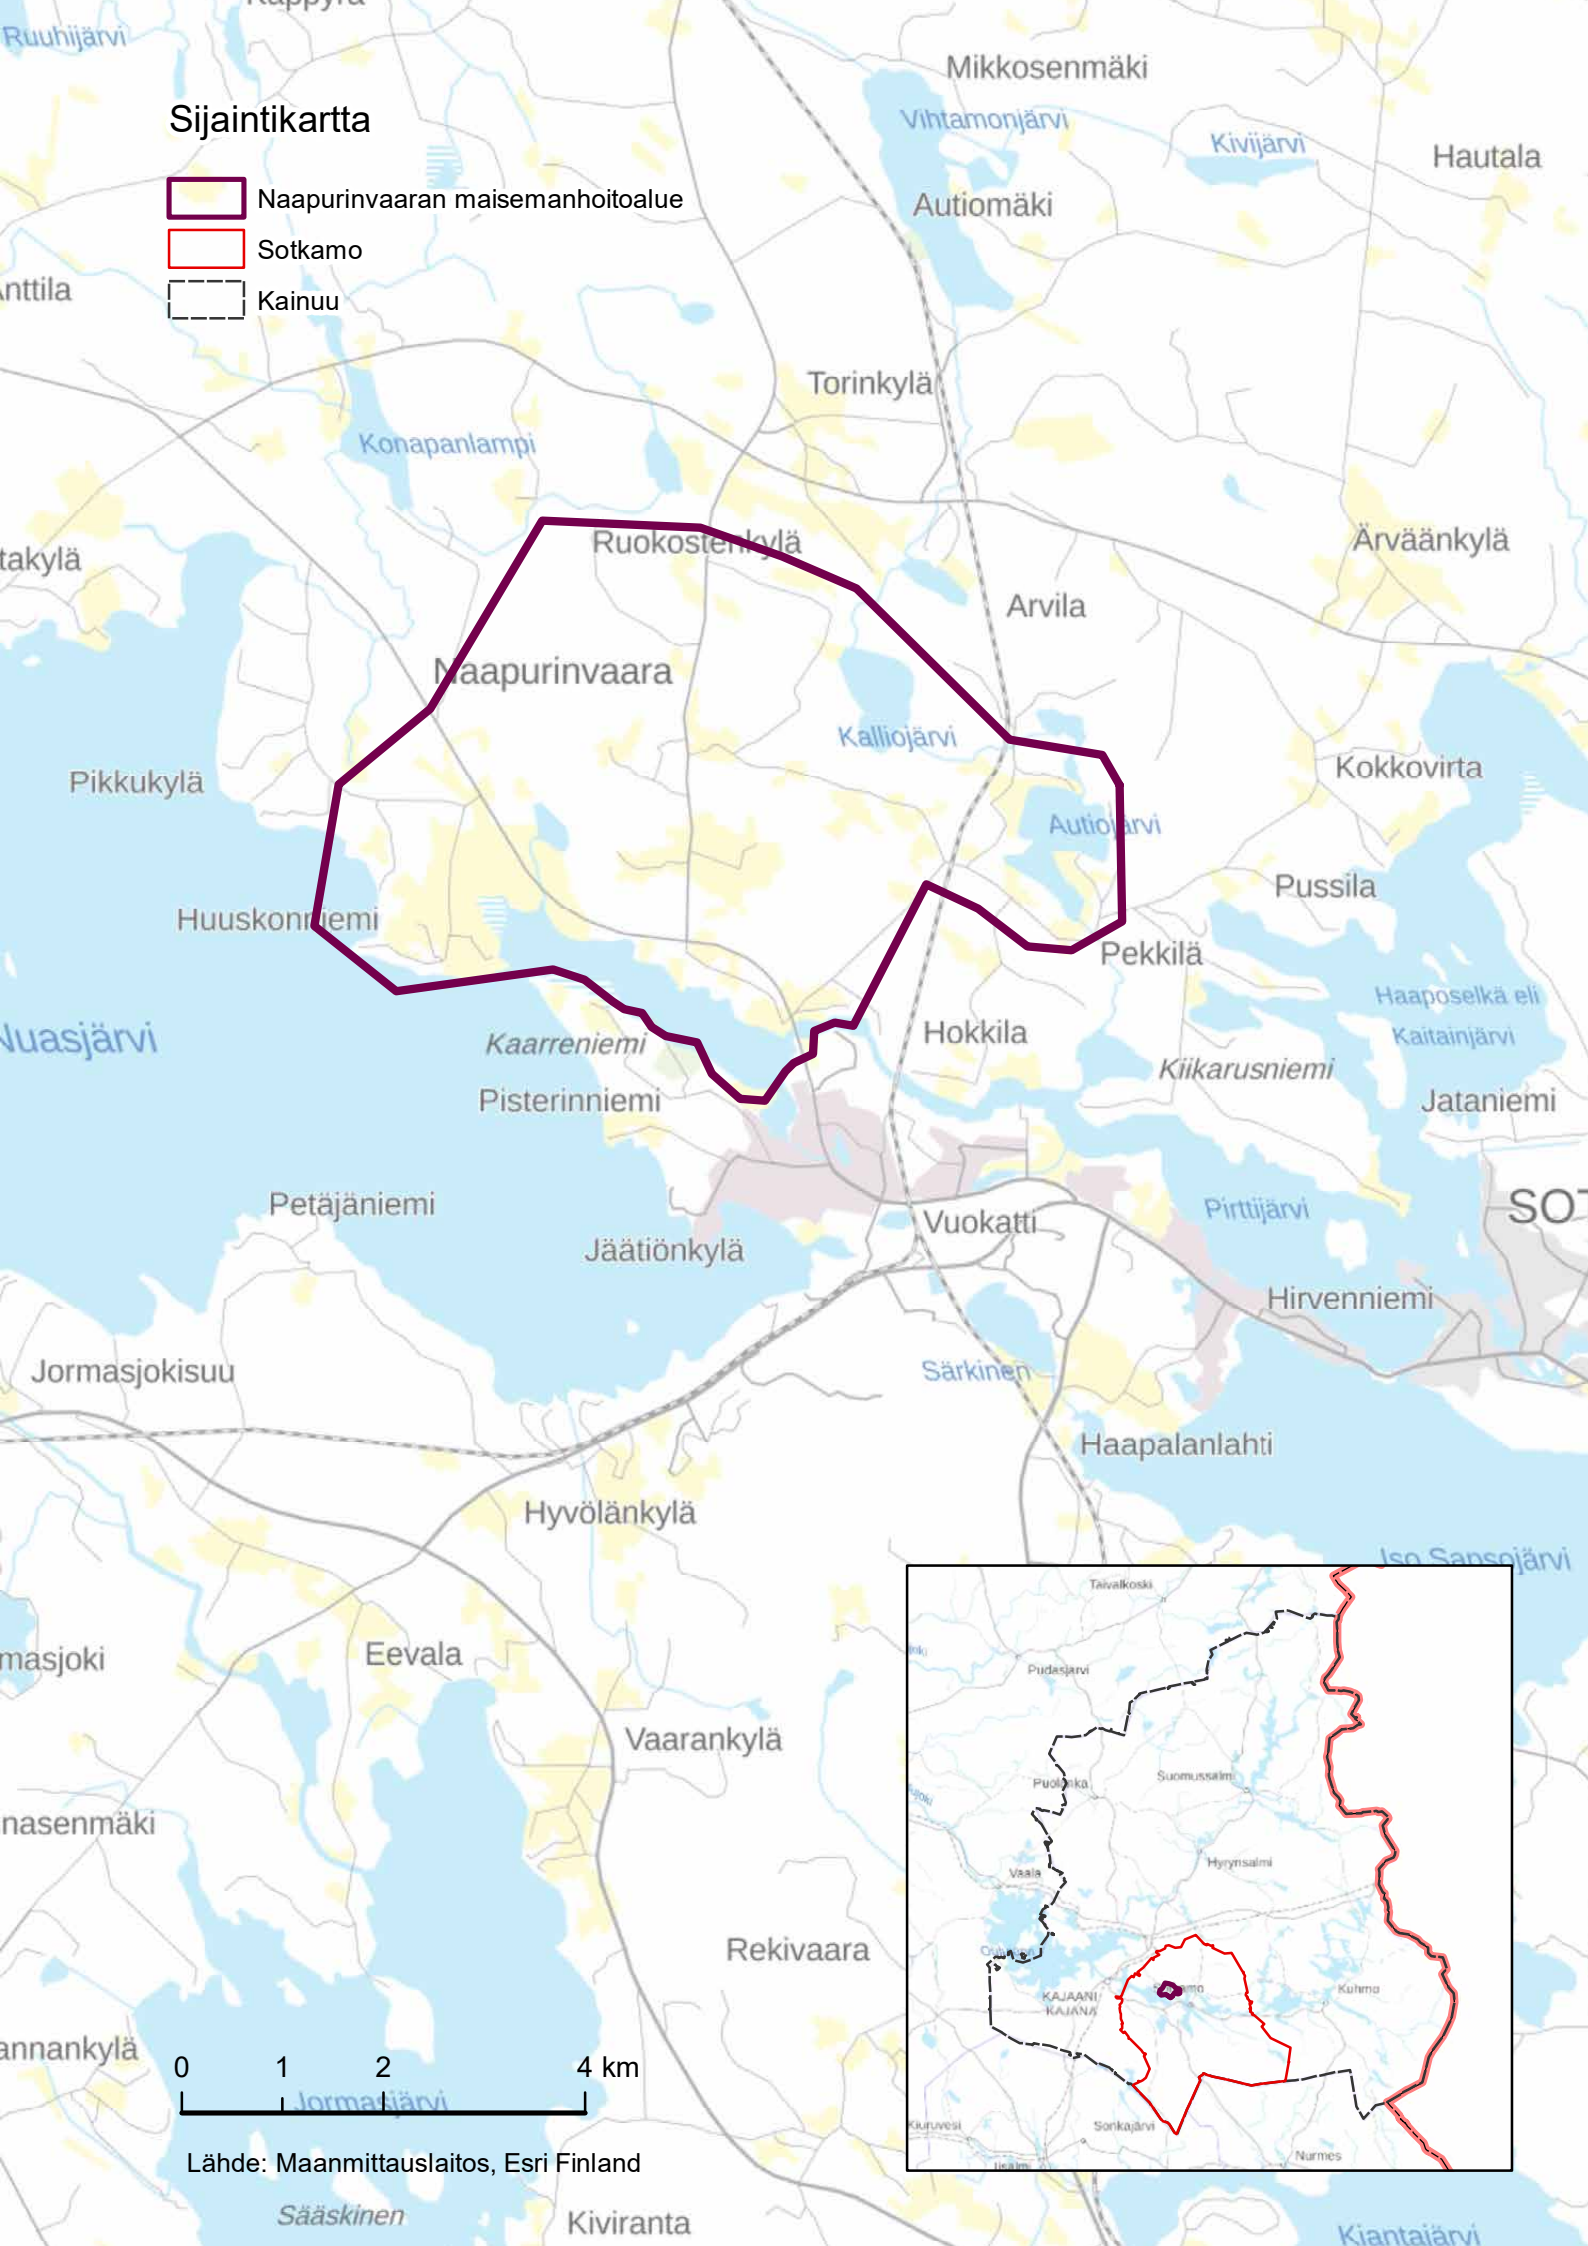 Ruuhijärvi
Mikkosenmäki
Vihtamonjärvi
Kivijärvi
Hautala
Sijaintikartta
Naapurinvaaran maisemanhoitoalue
Sotkamo
Kainuu
Autiomäki
Torinkylä
Konapanlampi
Ruokostenkylä
Ärväänkylä
Arvila
Naapurinvaara
Kalliojärvi
Pikkukylä
Kokkovirta
Autiojärvi
Pussila
Huuskonniemi
Pekkilä
Haaposelkä eli
Kaitainjärvi
Nuasjärvi
Kaarreniemi
Hokkila
Kiikarusniemi
Pisterinniemi
Jataniemi
Petäjäniemi
Pirttijärvi
SOT
Vuokatti
Jäätiönkylä
Hirvenniemi
Jormasjokisuu
Särkinen
Haapalanlahti
Hyvölänkylä
Iso Sapsojärvi
masjoki
Eevala
Vaarankylä
nasenmäki
Rekivaara
annankylä
takylä
nttila
Taivalkoski
Pudasjärvi
Puolanka
Suomussalmi
Hyrynsalmi
Vaala
Oulujärvi
KAJAANI
KAJANA
Sotkamo
Kuhmo
Kiuruvesi
Sonkajärvi
Nurmes
Iisalmi
0 1 2 4 km
Jormasjärvi
Lähde: Maanmittauslaitos, Esri Finland
Sääskinen
Kiviranta
Kiantajärvi